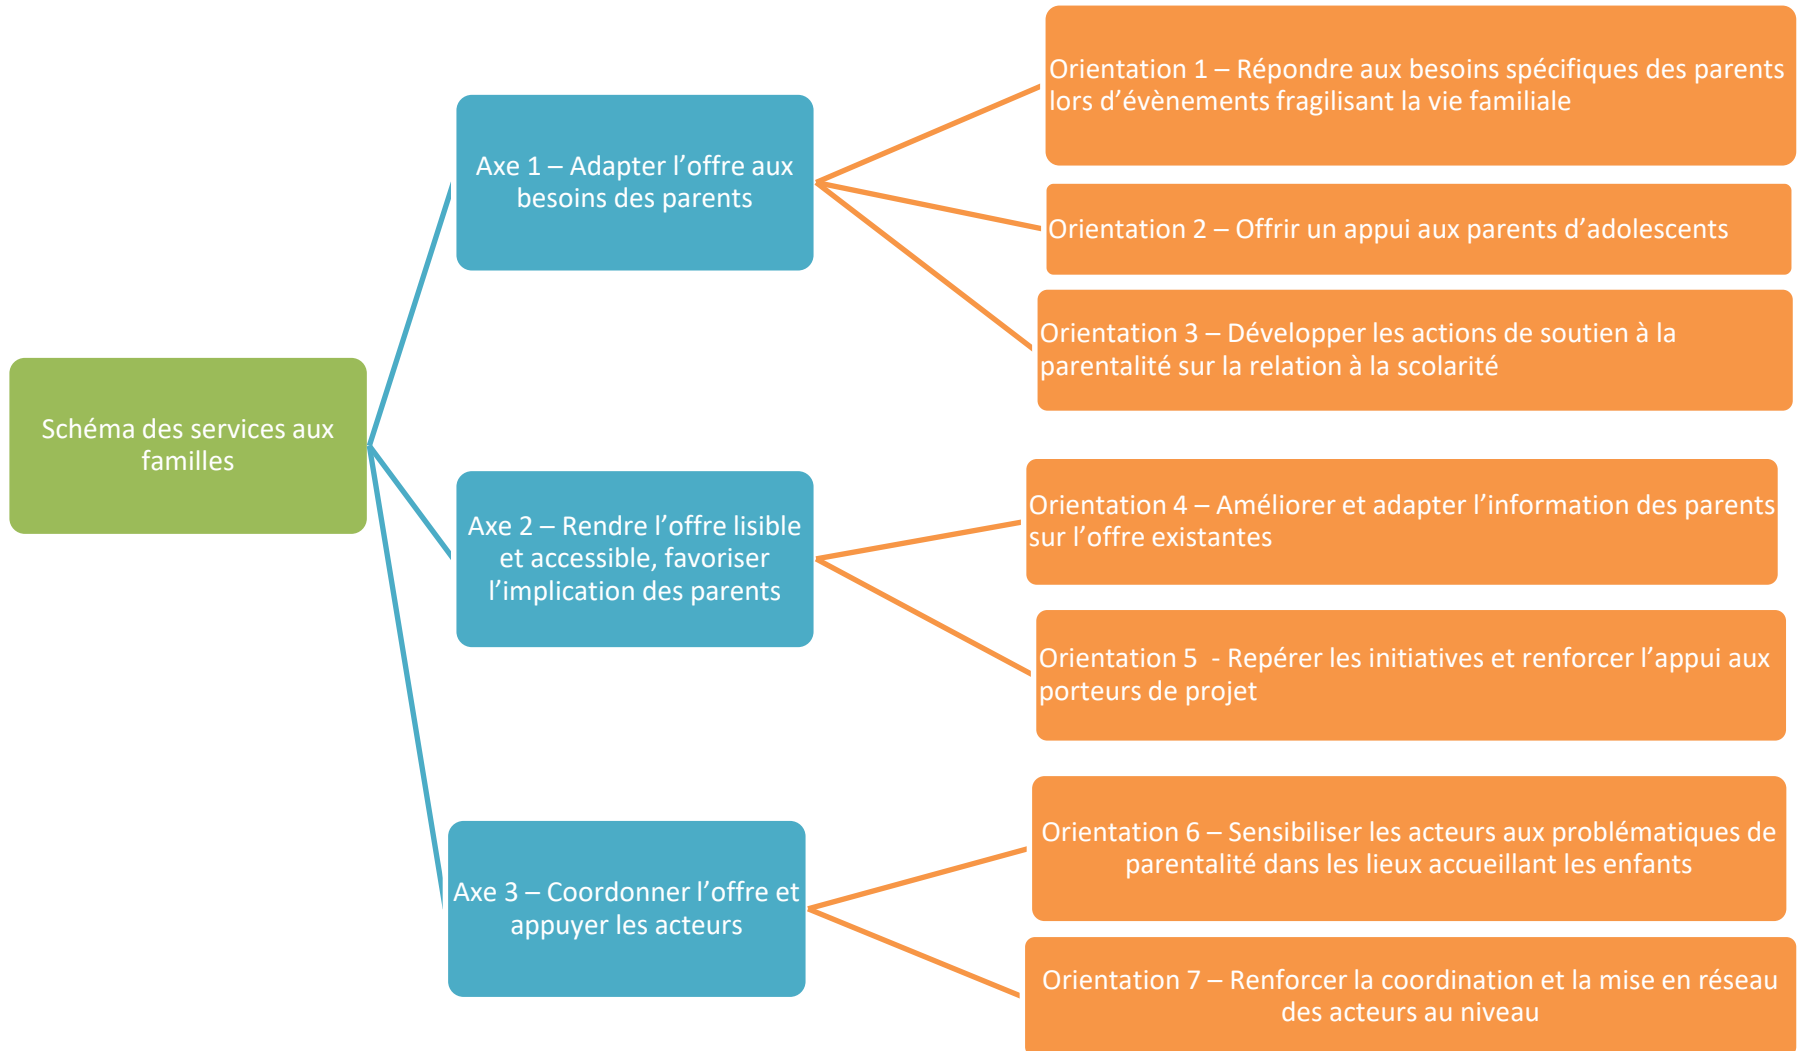 Schéma des services aux
familles
Axe 1 – Adapter l’offre aux
besoins des parents
Orientation 1 – Répondre aux besoins spécifiques des parents
lors d’évènements fragilisant la vie familiale
Orientation 2 – Offrir un appui aux parents d’adolescents
Orientation 3 – Développer les actions de soutien à la
parentalité sur la relation à la scolarité
Axe 2 – Rendre l’offre lisible
et accessible, favoriser
l’implication des parents
Orientation 4 – Améliorer et adapter l’information des parents
sur l’offre existantes
Orientation 5  - Repérer les initiatives et renforcer l’appui aux
porteurs de projet
Axe 3 – Coordonner l’offre et
appuyer les acteurs
Orientation 6 – Sensibiliser les acteurs aux problématiques de
parentalité dans les lieux accueillant les enfants
Orientation 7 – Renforcer la coordination et la mise en réseau
des acteurs au niveau